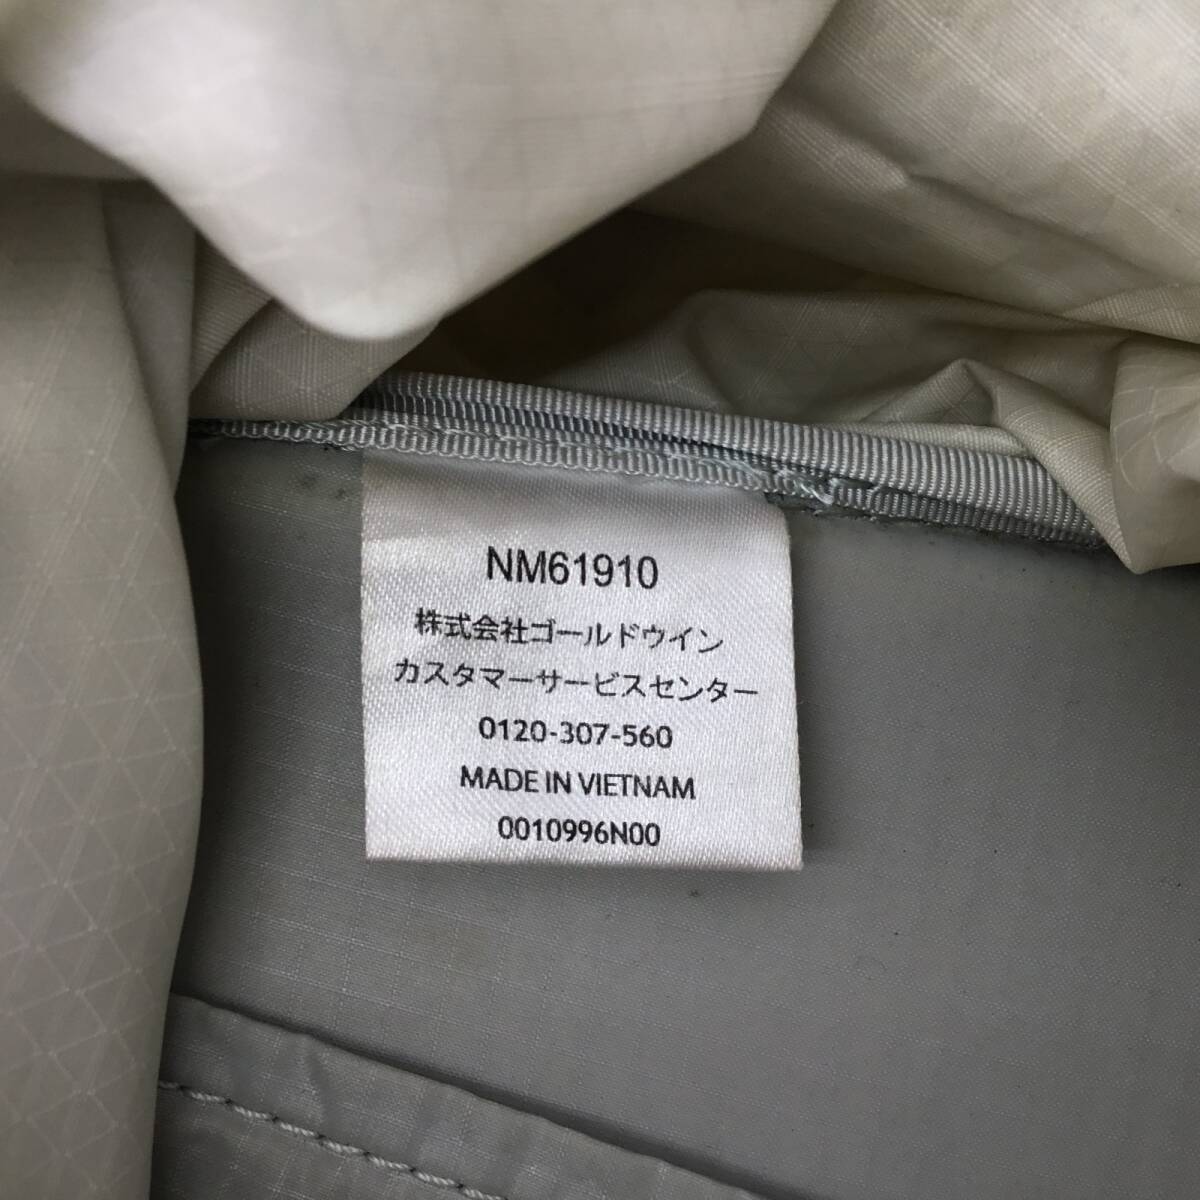 NM61910
株式会社ゴールドウイン
カスタマーサービスセンター
0120-307-560
MADE IN VIETNAM
0010996N00